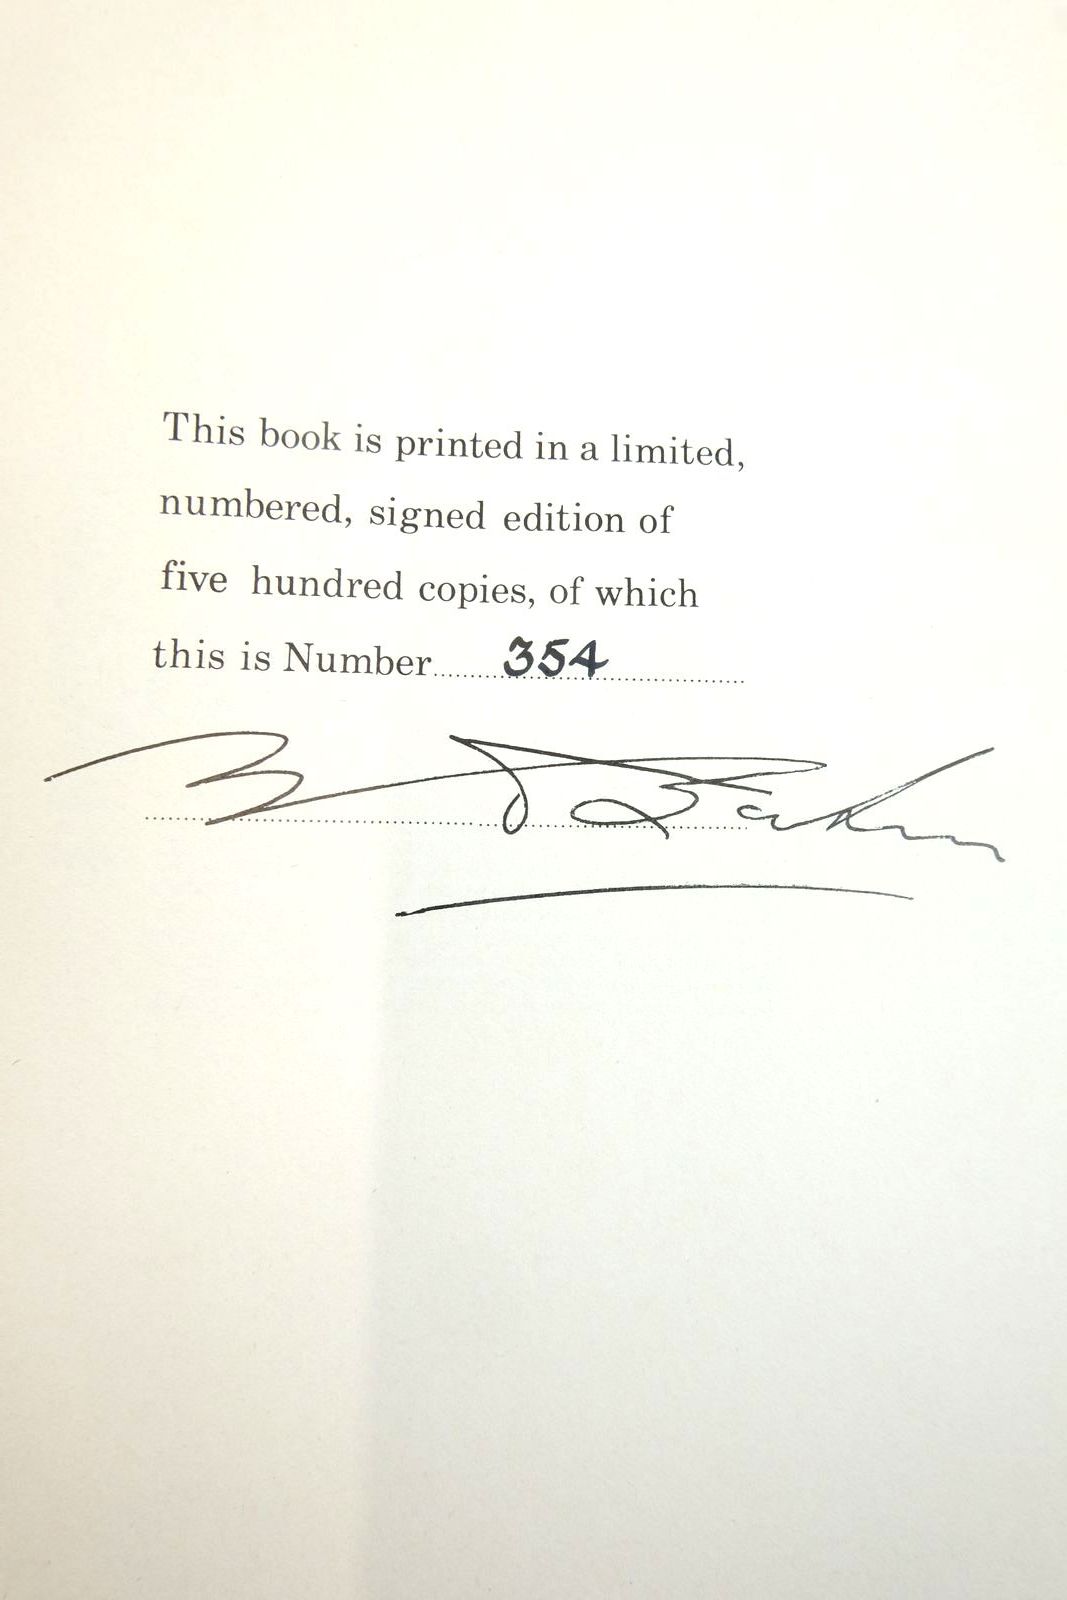 This book is printed in a limited,
numbered, signed edition of
five hundred copies, of which
this is Number.....354..........